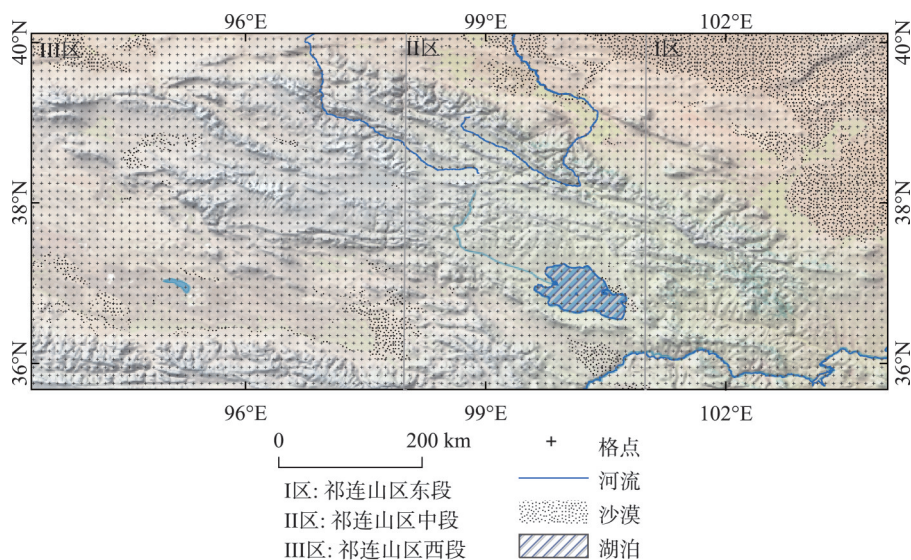 96°E 99°E 102°E
40°N 40°N
III区 II区 I区
38°N 38°N
36°N 36°N
96°E 99°E 102°E
0 200 km
+ 格点
河流
I区: 祁连山区东段
沙漠
II区: 祁连山区中段
III区: 祁连山区西段
湖泊